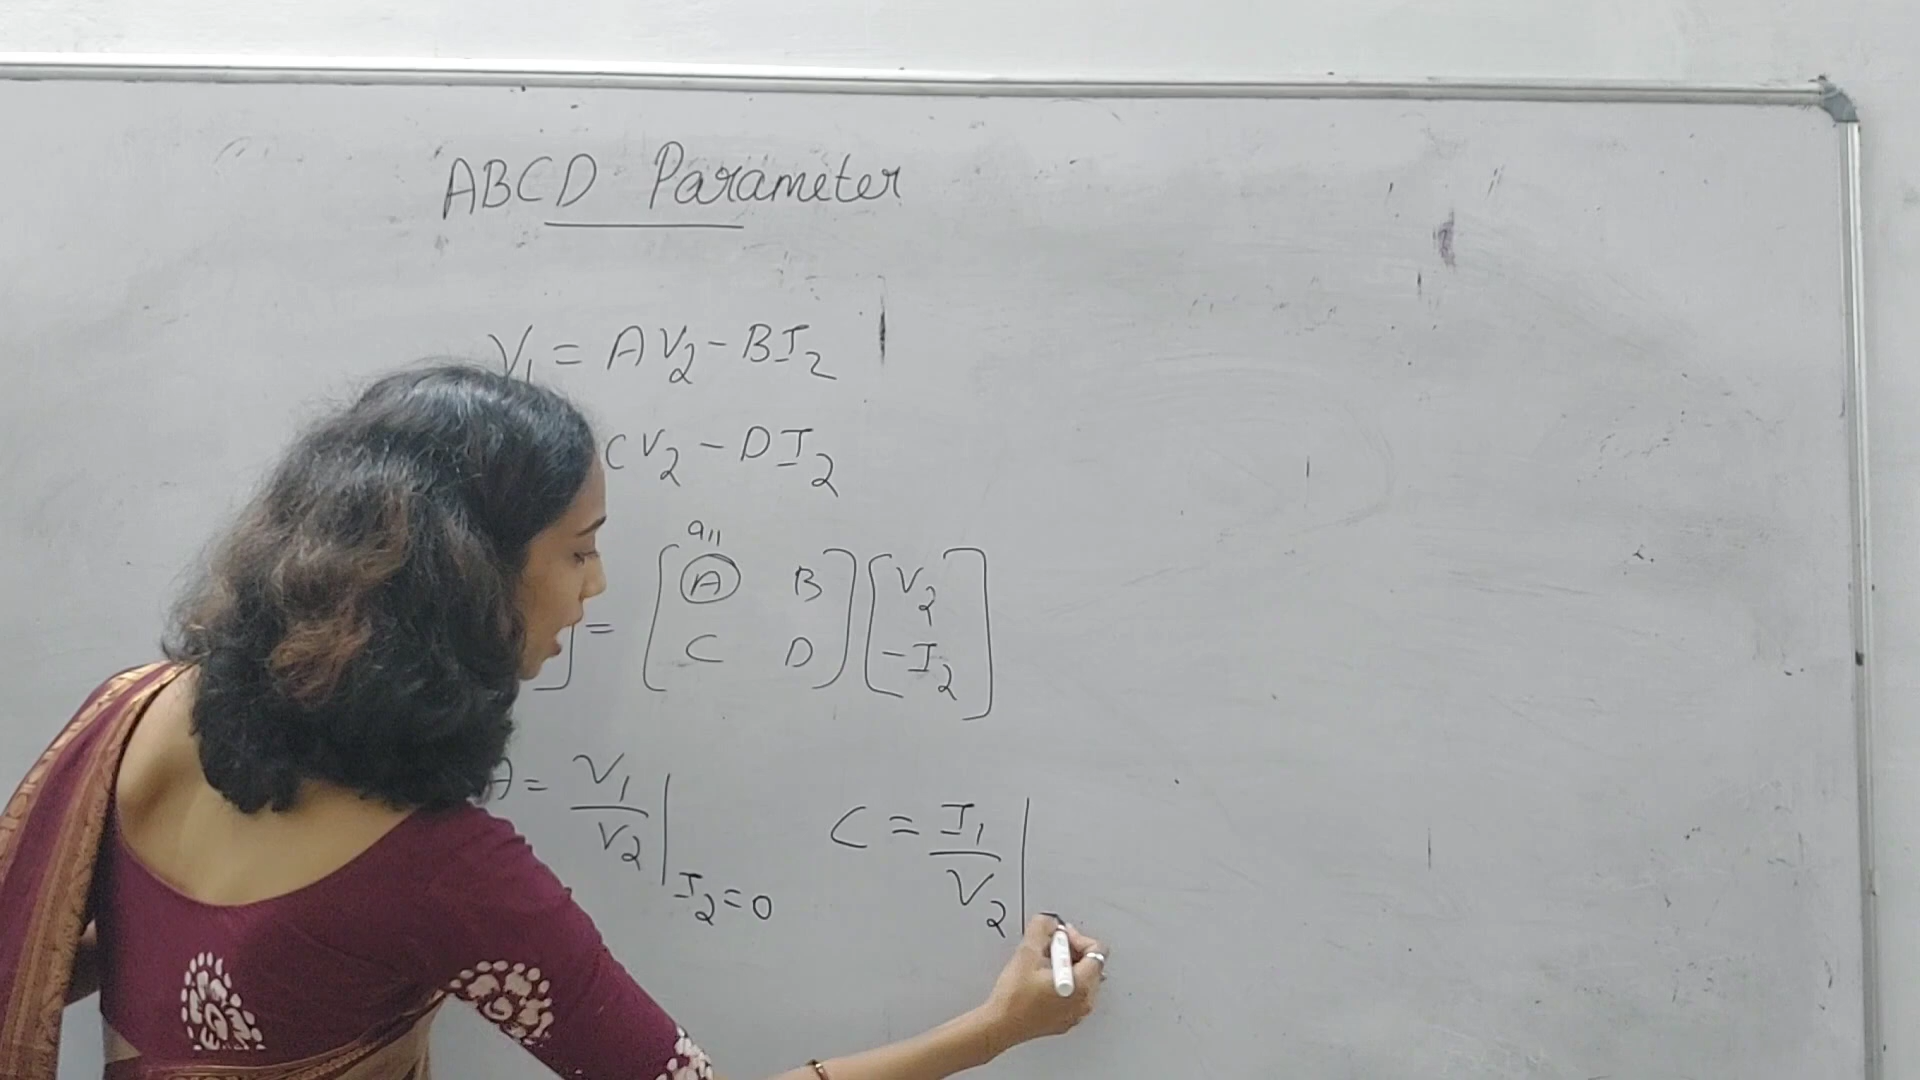 ABCD Parameter
V₁ = AV₂ - BI₂
CV₂ - DI₂
a₁₁
= [A B] [V₂]
[C D] [-I₂]
A = V₁/V₂ | I₂=0 C = I₁/V₂ |